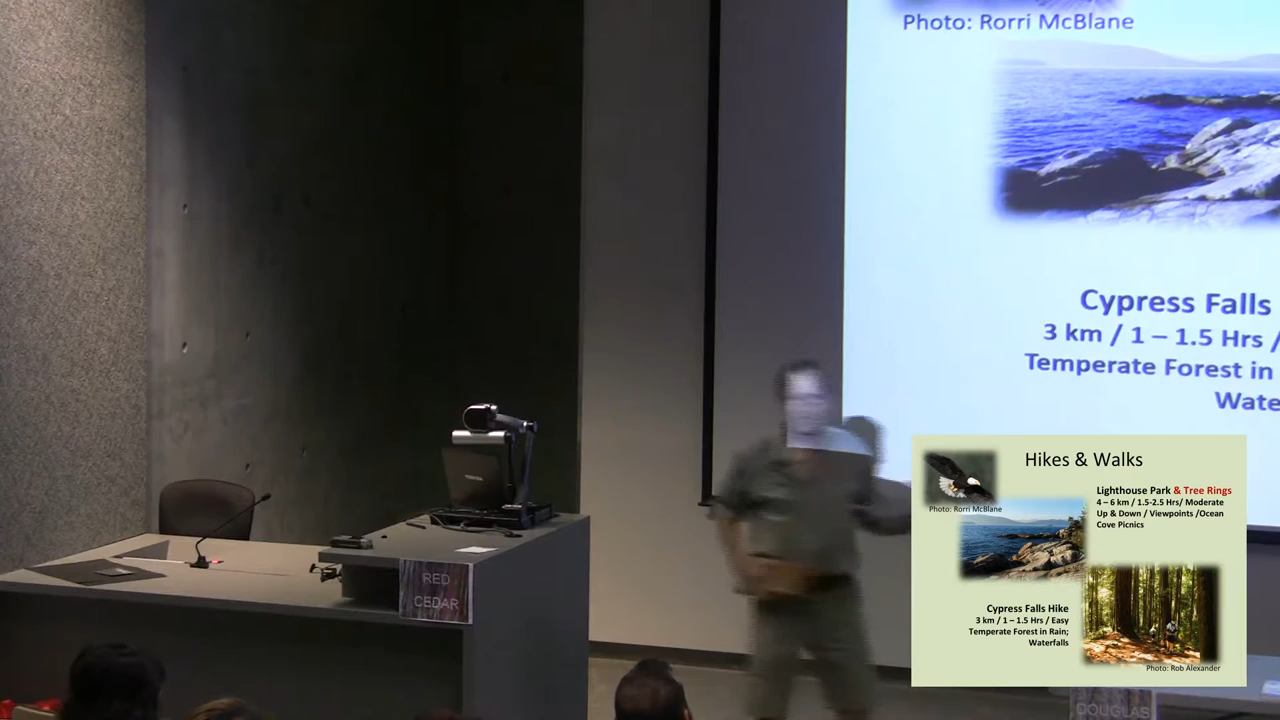 Photo: Rorri McBlane
Cypress Falls
3 km / 1 – 1.5 Hrs /
Temperate Forest in
Wate
TOSHIBA
RED
CEDAR
Hikes & Walks
Lighthouse Park & Tree Rings
4 – 6 km / 1.5-2.5 Hrs/ Moderate
Up & Down / Viewpoints /Ocean
Cove Picnics
Photo: Rorri McBlane
Cypress Falls Hike
3 km / 1 – 1.5 Hrs / Easy
Temperate Forest in Rain;
Waterfalls
Photo: Rob Alexander
DOUGLAS